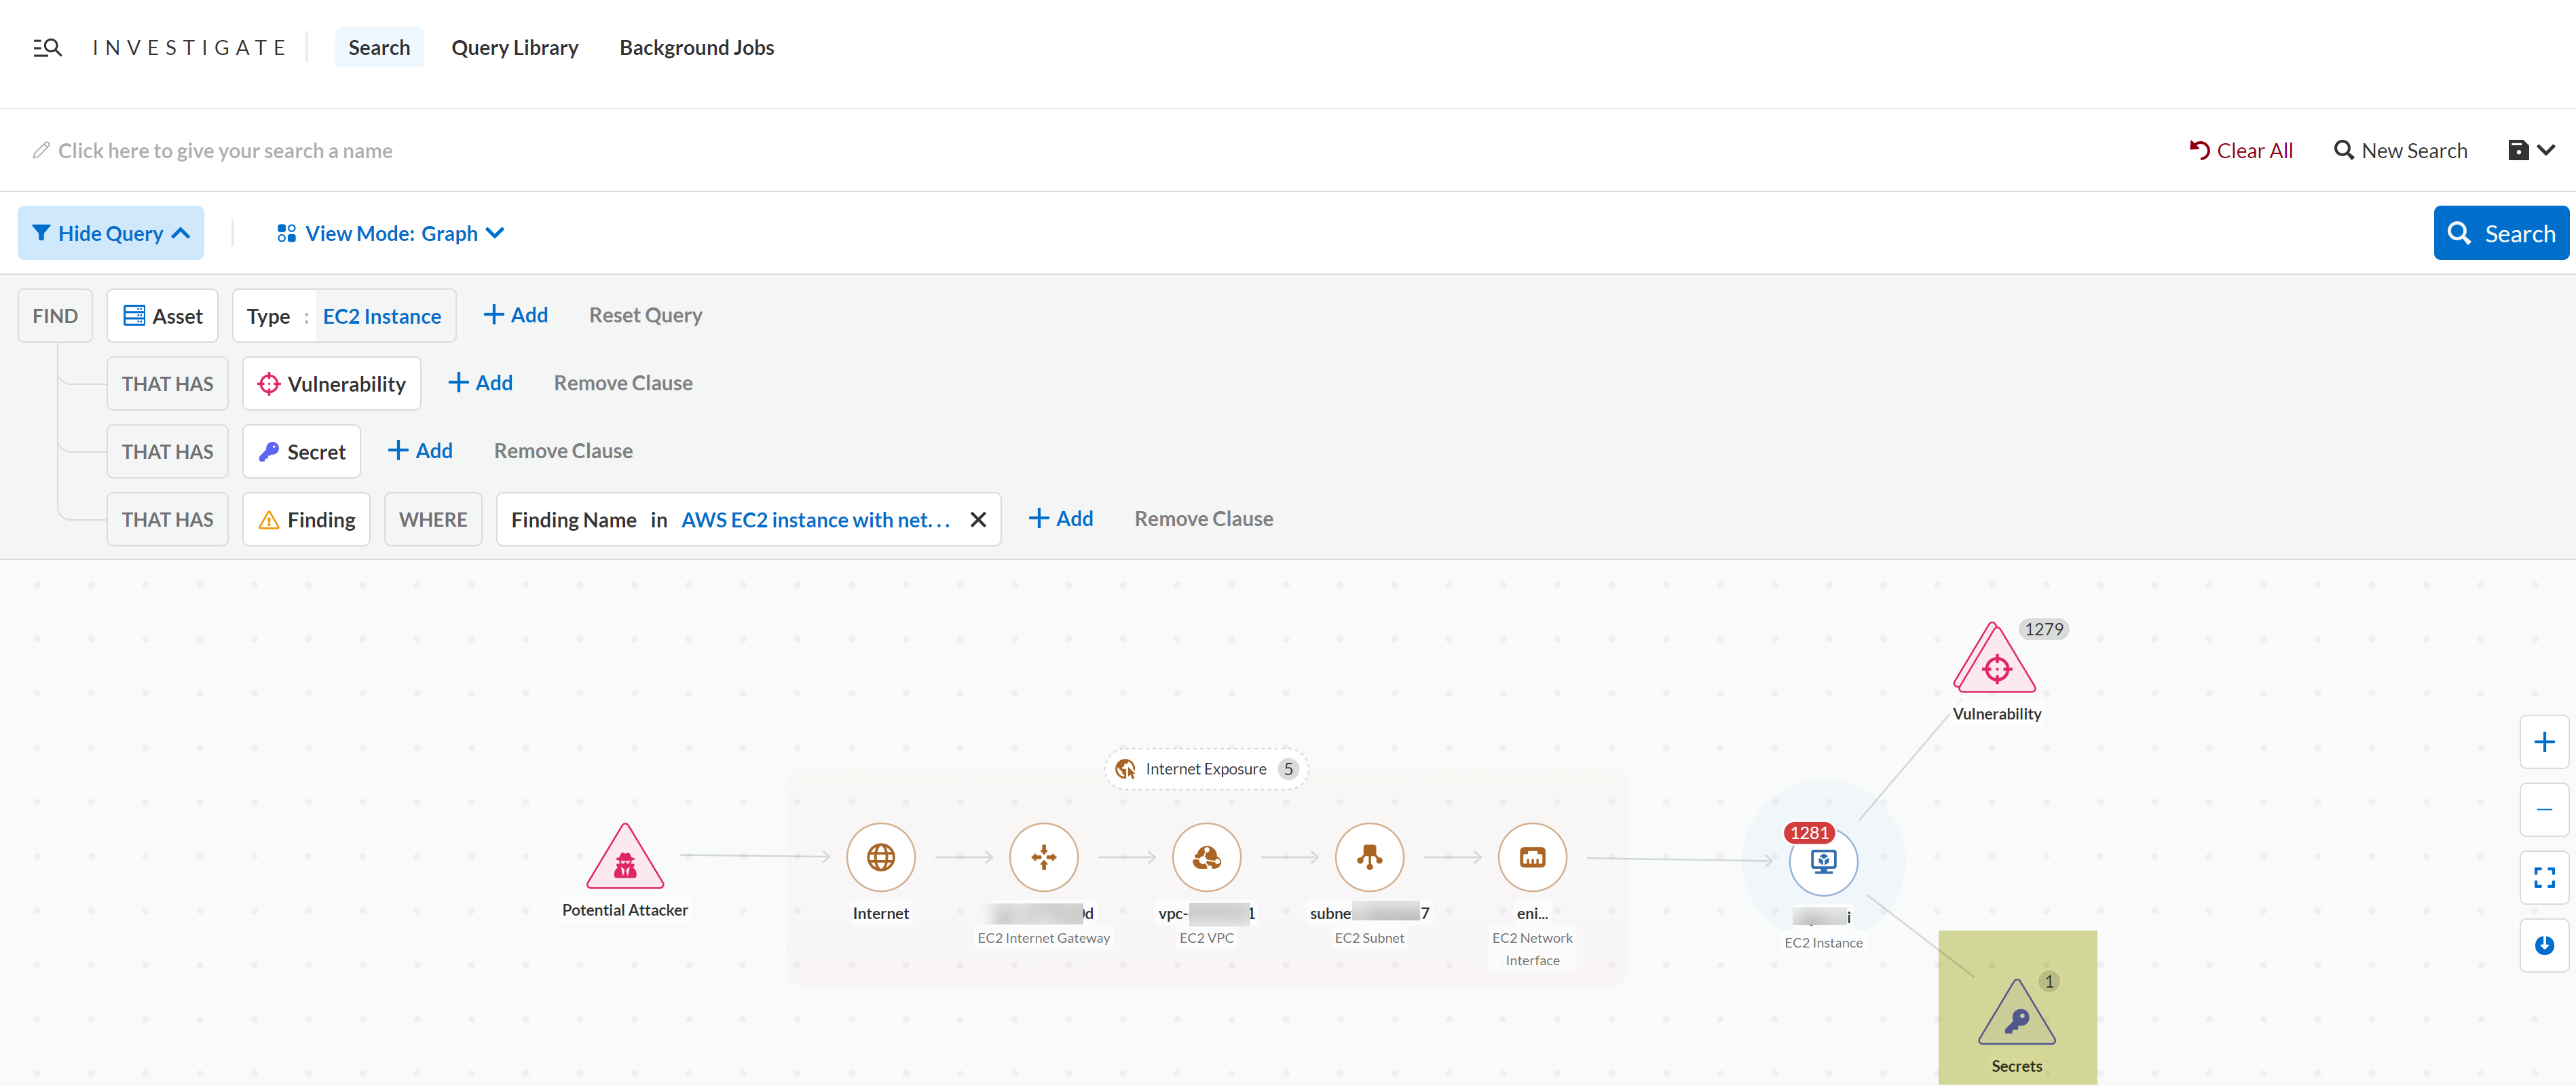 INVESTIGATE Search Query Library Background Jobs
Click here to give your search a name Clear All New Search
Hide Query View Mode: Graph Search
FIND Asset Type : EC2 Instance Add Reset Query
THAT HAS Vulnerability Add Remove Clause
THAT HAS Secret Add Remove Clause
THAT HAS Finding WHERE Finding Name in AWS EC2 instance with net... Add Remove Clause
1279
Vulnerability
Internet Exposure 5
1281
Potential Attacker
Internet
EC2 Internet Gateway
vpc- 1
EC2 VPC
subne 7
EC2 Subnet
eni...
EC2 Network
Interface
i
EC2 Instance
1
Secrets